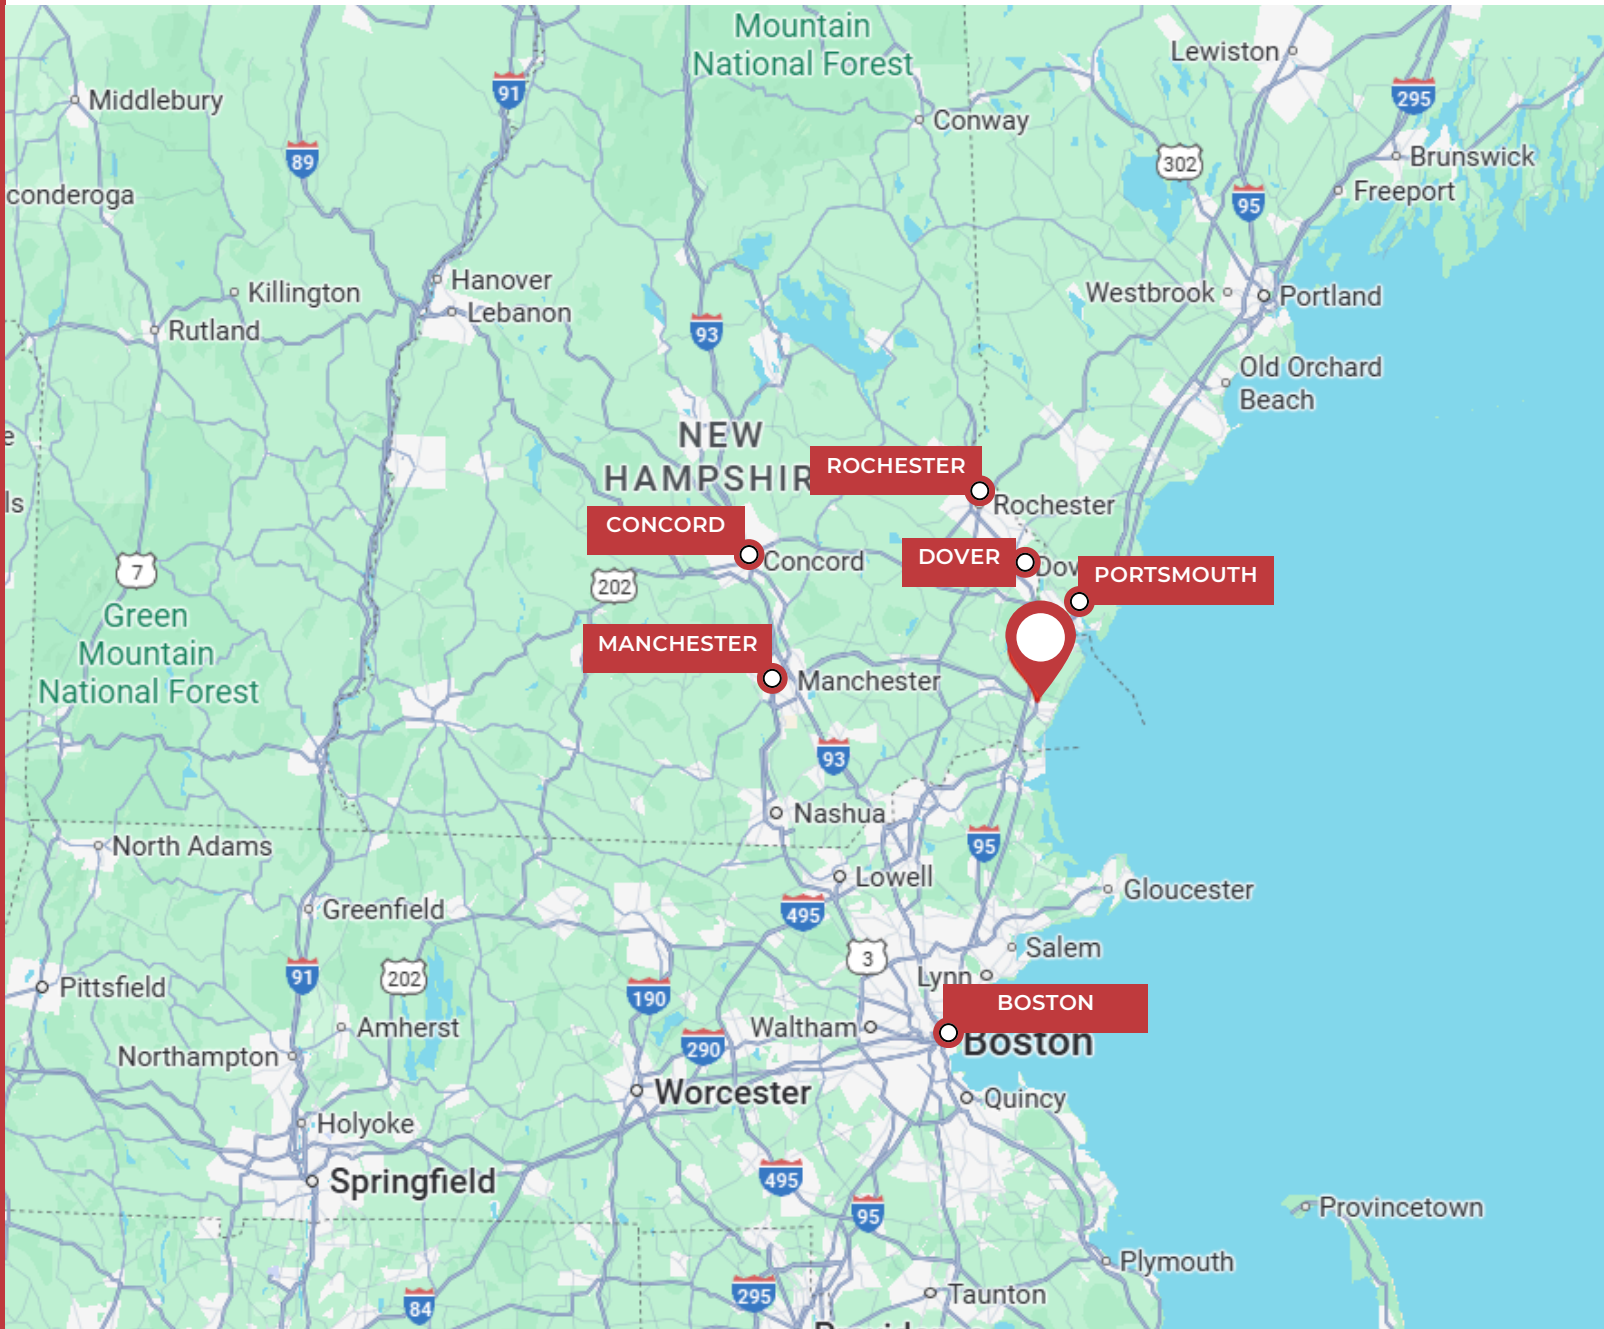 Mountain
National Forest
Lewiston
91
295
Middlebury
Conway
89
302
Brunswick
Freeport
conderoga
95
Hanover
Killington
Lebanon
Westbrook
Portland
Rutland
93
Old Orchard
Beach
e
NEW
HAMPSHIR
ROCHESTER
ls
Rochester
CONCORD
Concord
DOVER
Dov
PORTSMOUTH
7
202
Green
Mountain
National Forest
MANCHESTER
Manchester
93
Nashua
North Adams
95
Lowell
Gloucester
Greenfield
495
Salem
3
Lynn
91
202
Pittsfield
190
BOSTON
Amherst
Waltham
Boston
Northampton
290
Worcester
Quincy
Holyoke
Springfield
495
95
Provincetown
Plymouth
84
295
Taunton